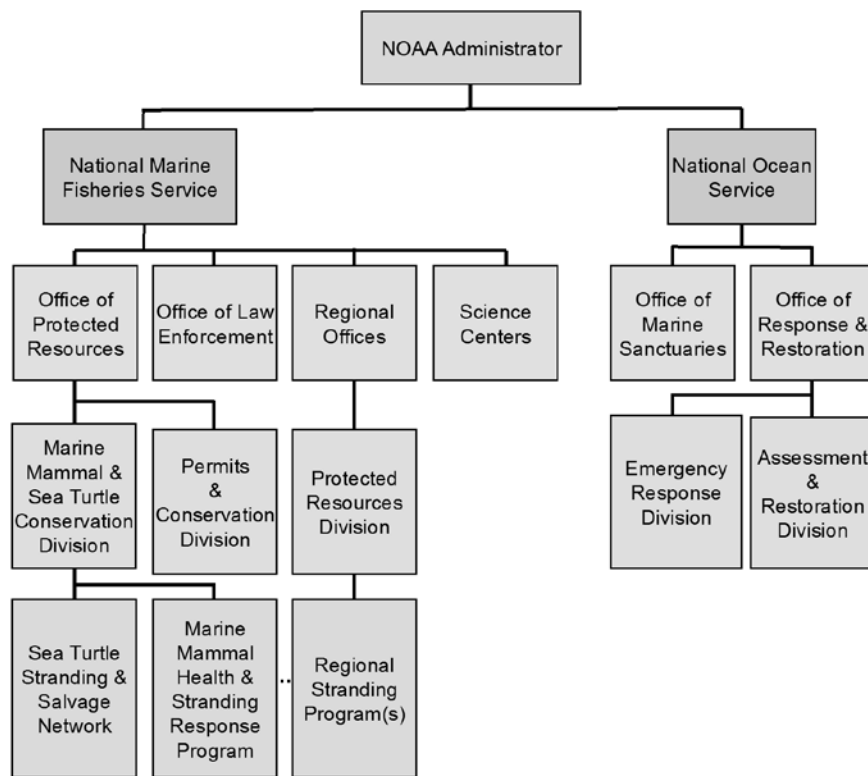 NOAA Administrator
National Marine
Fisheries Service
National Ocean
Service
Office of
Protected
Resources
Office of Law
Enforcement
Regional
Offices
Science
Centers
Office of
Marine
Sanctuaries
Office of
Response &
Restoration
Marine
Mammal &
Sea Turtle
Conservation
Division
Permits
&
Conservation
Division
Protected
Resources
Division
Emergency
Response
Division
Assessment
&
Restoration
Division
Sea Turtle
Stranding &
Salvage
Network
Marine
Mammal
Health &
Stranding
Response
Program
Regional
Stranding
Program(s)